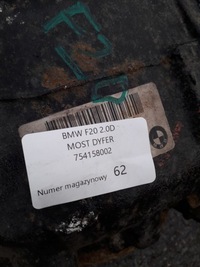 BMW F20 2.0D
MOST DYFER
754158002
Numer magazynowy 62